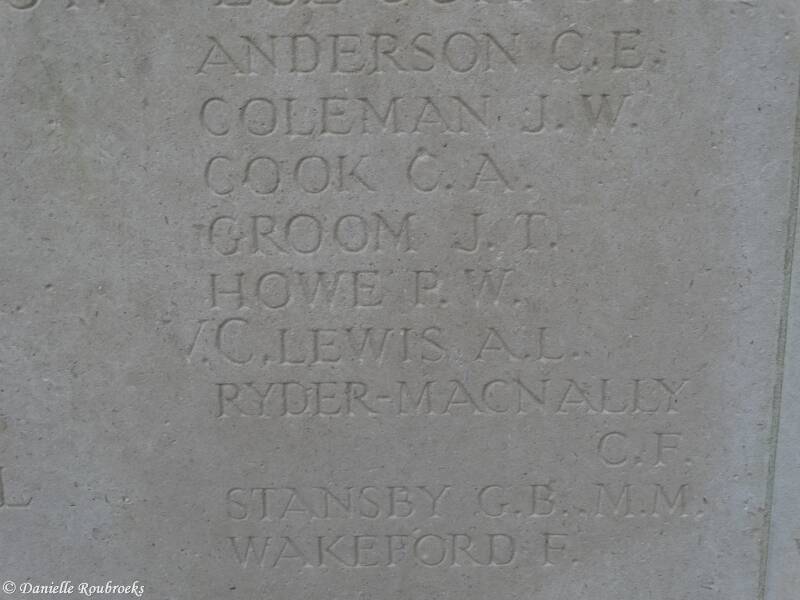 ANDERSON C.E.
COLEMAN J.W.
COOK C.A.
GROOM J.T.
HOWE P.W.
V.C. LEWIS A.L.
RYDER-MACNALLY
C.F.
STANSBY G.B., M.M.
WAKEFORD F.
© Danielle Roubroeks